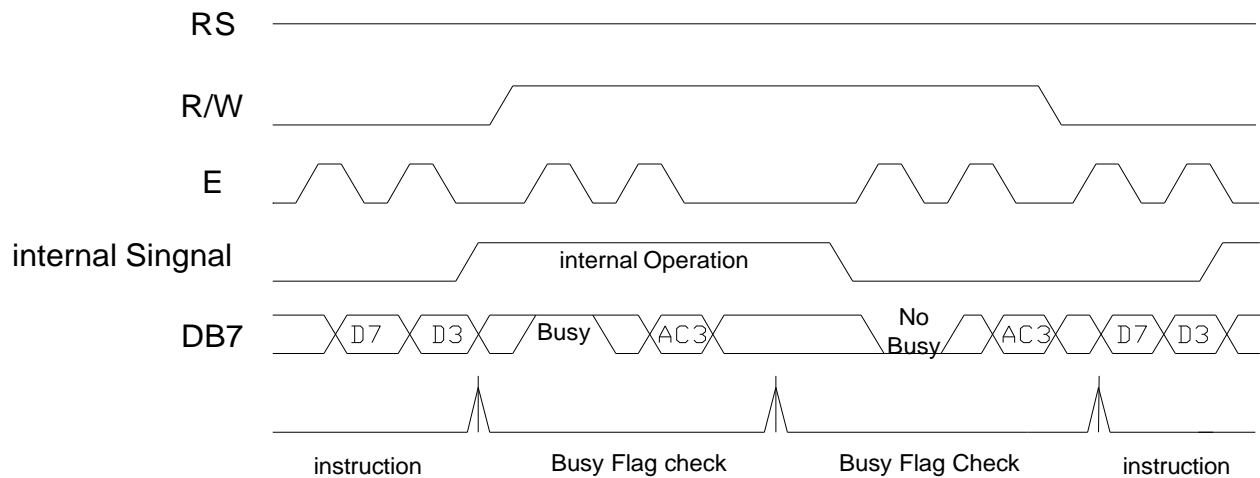 RS
R/W
E
internal Singnal
internal Operation
DB7
D7
D3
Busy
AC3
No
Busy
AC3
D7
D3
instruction
Busy Flag check
Busy Flag Check
instruction